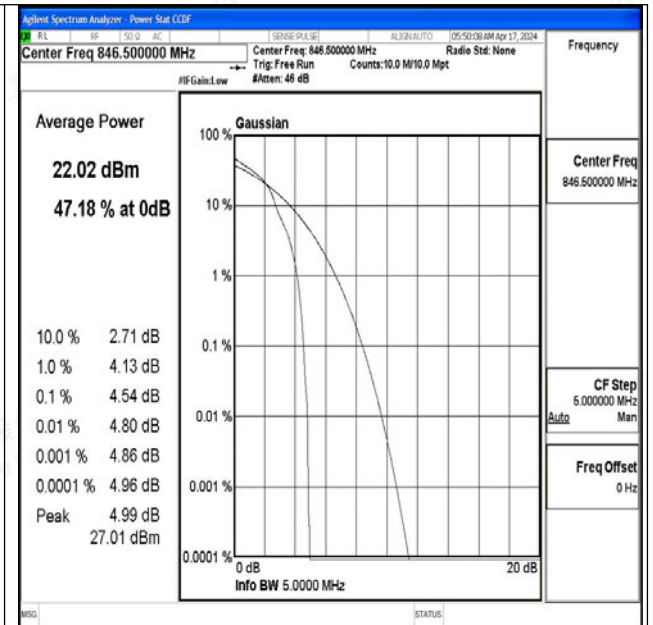 Agilent Spectrum Analyzer - Power Stat CCDF
RL RF 50 Ω AC SENSE:PULSE ALIGN AUTO 05:50:08 AM Apr 17, 2024
Center Freq 846.500000 MHz
Center Freq: 846.500000 MHz Radio Std: None
Trig: Free Run Counts:10.0 M/10.0 Mpt
#IFGain:Low #Atten: 46 dB
Frequency
Average Power
22.02 dBm
47.18 % at 0dB
10.0 % 2.71 dB
1.0 % 4.13 dB
0.1 % 4.54 dB
0.01 % 4.80 dB
0.001 % 4.86 dB
0.0001 % 4.96 dB
Peak 4.99 dB
27.01 dBm
Gaussian
100 %
10 %
1 %
0.1 %
0.01 %
0.001 %
0.0001 %
0 dB 20 dB
Info BW 5.0000 MHz
Center Freq
846.500000 MHz
CF Step
5.000000 MHz
Auto Man
Freq Offset
0 Hz
MSG STATUS